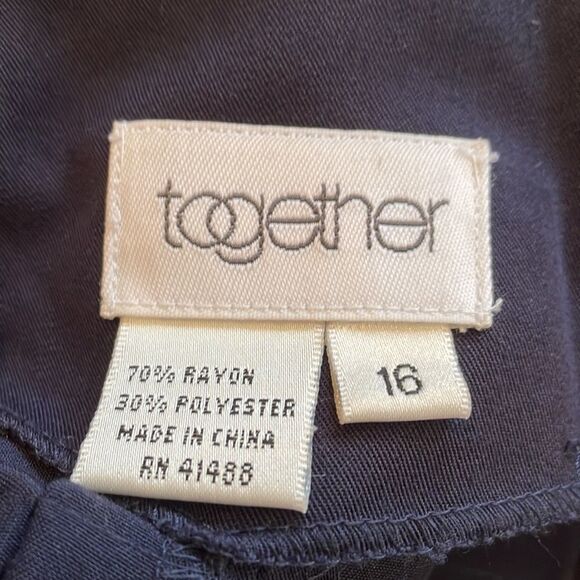 together
16
70% RAYON
30% POLYESTER
MADE IN CHINA
RN 41488